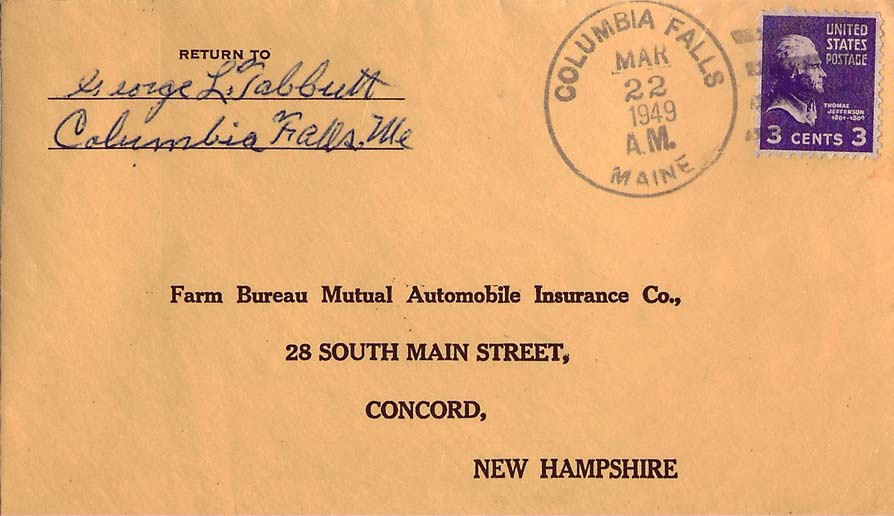 RETURN TO
George L. Tabbutt
Columbia Falls, Me
COLUMBIA FALLS
MAR
22
1949
A.M.
MAINE
UNITED
STATES
POSTAGE
THOMAS
JEFFERSON
1801-1809
3 CENTS 3
Farm Bureau Mutual Automobile Insurance Co.,
28 SOUTH MAIN STREET,
CONCORD,
NEW HAMPSHIRE